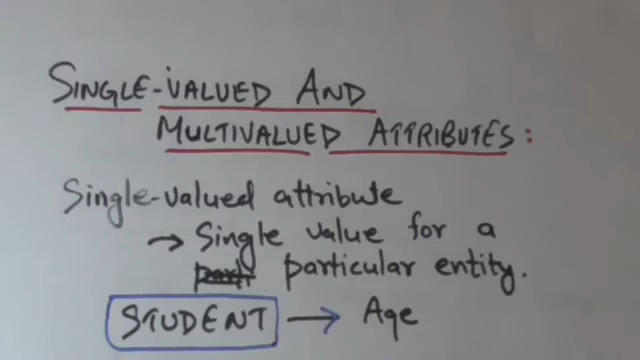 SINGLE-VALUED AND
MULTIVALUED ATTRIBUTES:
Single-valued attribute
→ Single value for a
particular entity.
STUDENT → Age